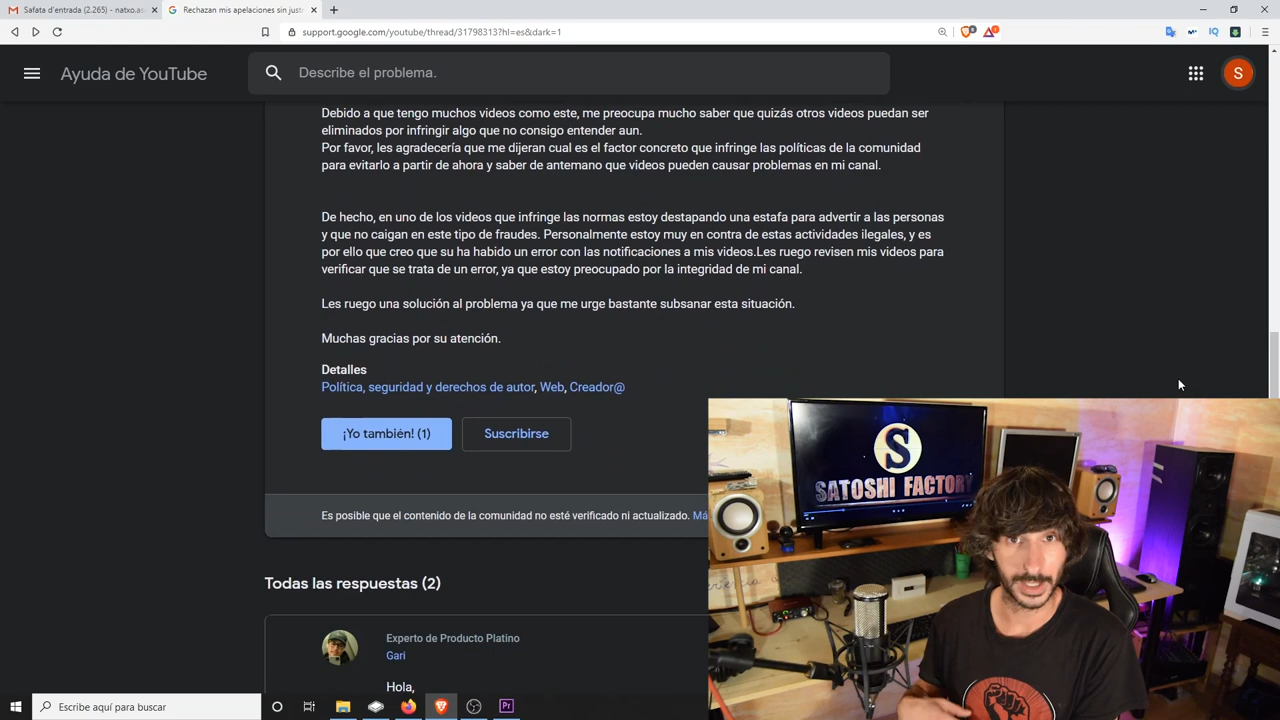 Safata d'entrada (2.265) - natxo.as
Rechazan mis apelaciones sin just
support.google.com/youtube/thread/31798313?hl=es&dark=1
Ayuda de YouTube
Describe el problema.
S
Debido a que tengo muchos videos como este, me preocupa mucho saber que quizás otros videos puedan ser
eliminados por infringir algo que no consigo entender aun.
Por favor, les agradecería que me dijeran cual es el factor concreto que infringe las políticas de la comunidad
para evitarlo a partir de ahora y saber de antemano que videos pueden causar problemas en mi canal.
De hecho, en uno de los videos que infringe las normas estoy destapando una estafa para advertir a las personas
y que no caigan en este tipo de fraudes. Personalmente estoy muy en contra de estas actividades ilegales, y es
por ello que creo que su ha habido un error con las notificaciones a mis videos.Les ruego revisen mis videos para
verificar que se trata de un error, ya que estoy preocupado por la integridad de mi canal.
Les ruego una solución al problema ya que me urge bastante subsanar esta situación.
Muchas gracias por su atención.
Detalles
Política, seguridad y derechos de autor, Web, Creador@
¡Yo también! (1)
Suscribirse
Es posible que el contenido de la comunidad no esté verificado ni actualizado. Má
Todas las respuestas (2)
Experto de Producto Platino
Gari
Hola,
S
SATOSHI FACTORY
Escribe aquí para buscar
Pr